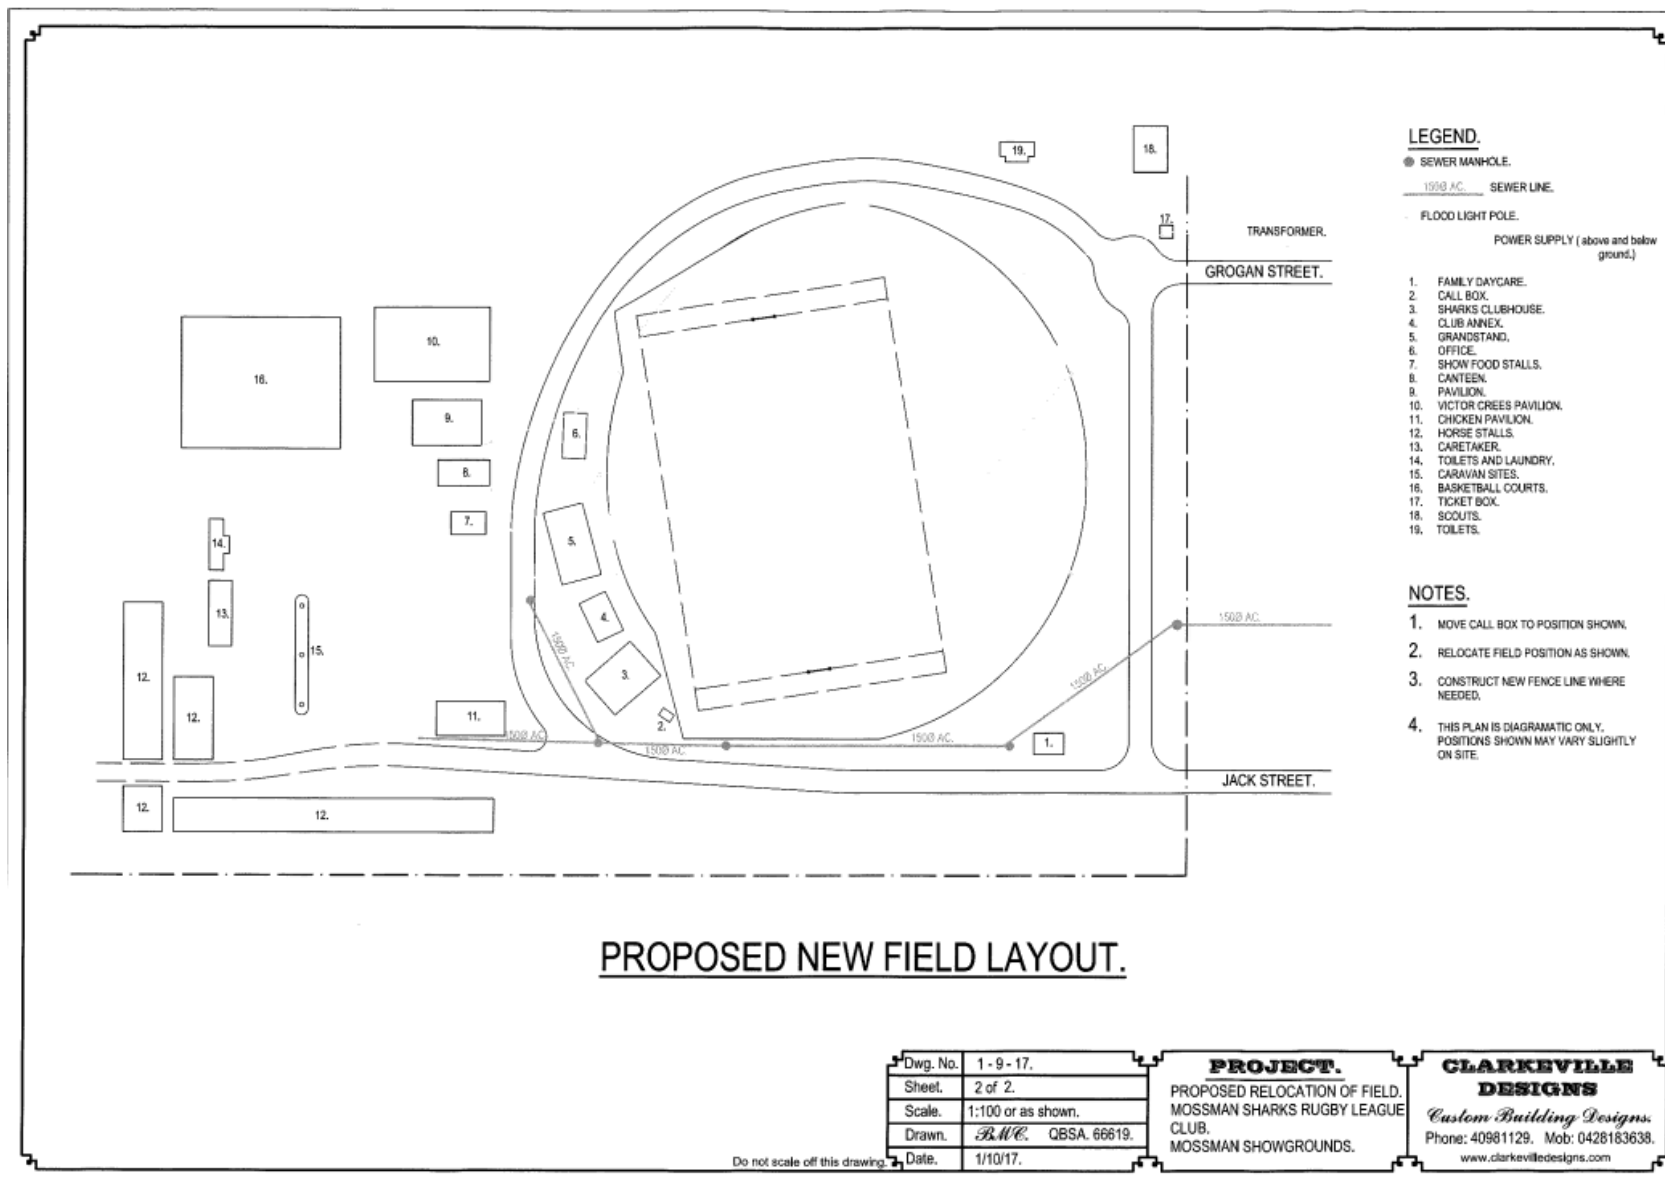 19.
18.
17.
TRANSFORMER.
GROGAN STREET.
10.
16.
9.
6.
8.
7.
14.
5.
13.
4.
15.
3.
12.
12.
11.
2.
1.
150Ø AC.
150Ø AC.
150Ø AC
150Ø AC
150Ø AC.
150Ø AC.
12.
12.
JACK STREET.
LEGEND.
SEWER MANHOLE.
150Ø AC. SEWER LINE.
FLOOD LIGHT POLE.
POWER SUPPLY ( above and below
ground.)
1. FAMILY DAYCARE.
2. CALL BOX.
3. SHARKS CLUBHOUSE.
4. CLUB ANNEX.
5. GRANDSTAND.
6. OFFICE.
7. SHOW FOOD STALLS.
8. CANTEEN.
9. PAVILION.
10. VICTOR CREES PAVILION.
11. CHICKEN PAVILION.
12. HORSE STALLS.
13. CARETAKER.
14. TOILETS AND LAUNDRY.
15. CARAVAN SITES.
16. BASKETBALL COURTS.
17. TICKET BOX.
18. SCOUTS.
19. TOILETS.
NOTES.
1. MOVE CALL BOX TO POSITION SHOWN.
2. RELOCATE FIELD POSITION AS SHOWN.
3. CONSTRUCT NEW FENCE LINE WHERE
NEEDED.
4. THIS PLAN IS DIAGRAMATIC ONLY.
POSITIONS SHOWN MAY VARY SLIGHTLY
ON SITE.
PROPOSED NEW FIELD LAYOUT.
Do not scale off this drawing.
Dwg. No. 1 - 9 - 17.
Sheet. 2 of 2.
Scale. 1:100 or as shown.
Drawn. BMC. QBSA. 66619.
Date. 1/10/17.
PROJECT.
PROPOSED RELOCATION OF FIELD.
MOSSMAN SHARKS RUGBY LEAGUE
CLUB.
MOSSMAN SHOWGROUNDS.
CLARKEVILLE
DESIGNS
Custom Building Designs.
Phone: 40981129. Mob: 0428183638.
www.clarkevilledesigns.com